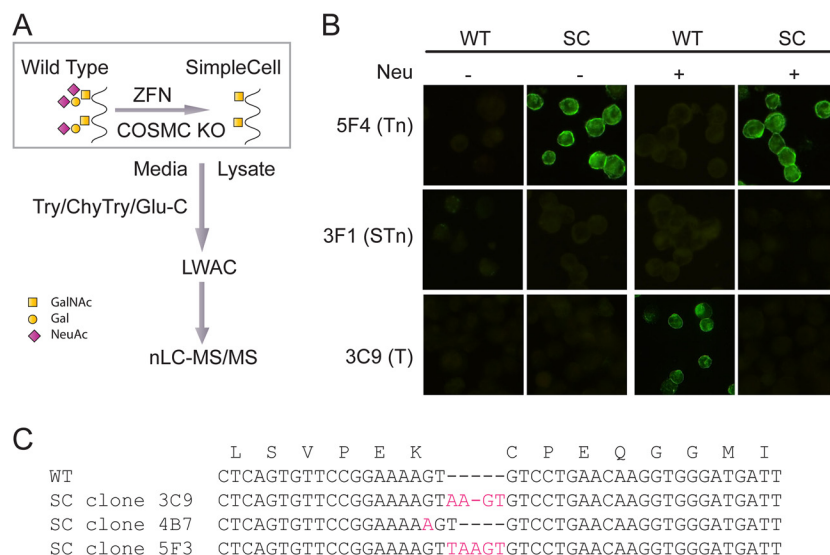 A
Wild Type
SimpleCell
ZFN
COSMC KO
Media
Lysate
Try/ChyTry/Glu-C
LWAC
GalNAc
Gal
NeuAc
nLC-MS/MS
B
WT SC WT SC
Neu - - + +
5F4 (Tn)
3F1 (STn)
3C9 (T)
C
L S V P E K C P E Q G G M I
WT CTCAGTGTTCCGGAAAAGT-----GTCCTGAACAAGGTGGGATGATT
SC clone 3C9 CTCAGTGTTCCGGAAAAGTAA-GTGTCCTGAACAAGGTGGGATGATT
SC clone 4B7 CTCAGTGTTCCGGAAAAAGT----GTCCTGAACAAGGTGGGATGATT
SC clone 5F3 CTCAGTGTTCCGGAAAAGTTAAGTGTCCTGAACAAGGTGGGATGATT